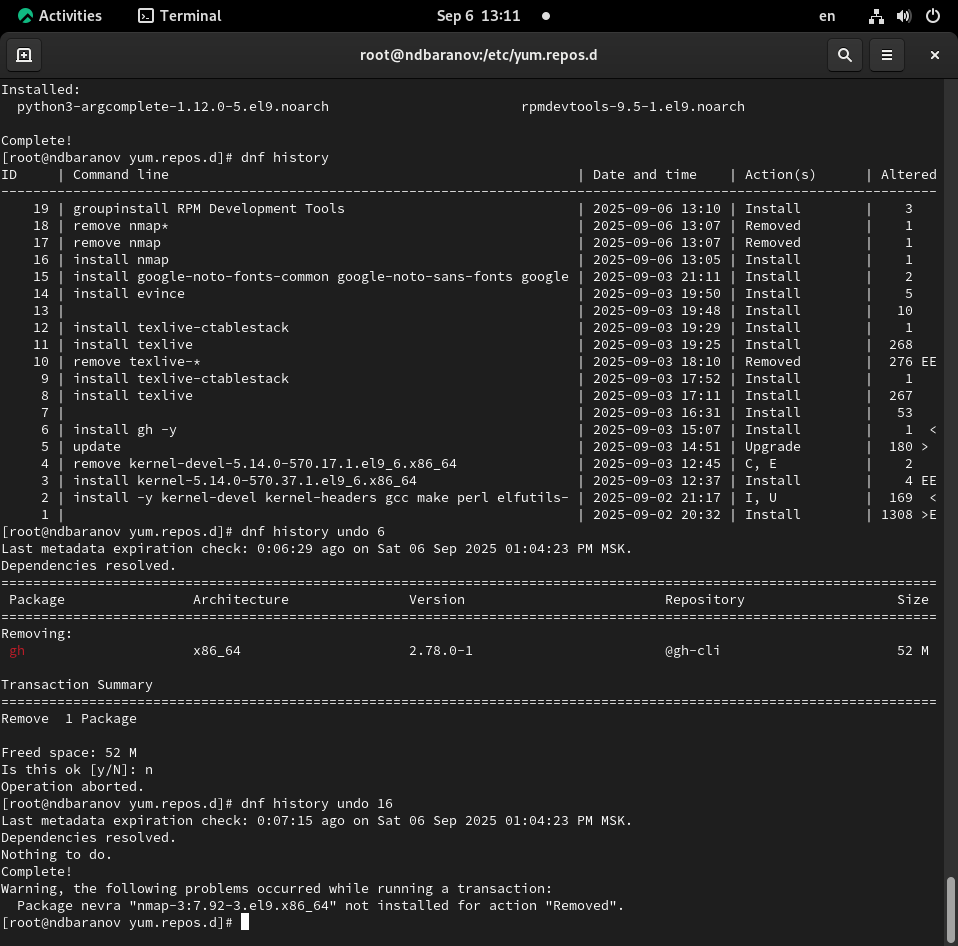 Activities Terminal Sep 6 13:11 en
root@ndbaranov:/etc/yum.repos.d
Installed:
  python3-argcomplete-1.12.0-5.el9.noarch                        rpmdevtools-9.5-1.el9.noarch
Complete!
[root@ndbaranov yum.repos.d]# dnf history
ID     | Command line                                                   | Date and time    | Action(s)      | Altered
---------------------------------------------------------------------------------------------------------------------
    19 | groupinstall RPM Development Tools                             | 2025-09-06 13:10 | Install        |    3
    18 | remove nmap*                                                   | 2025-09-06 13:07 | Removed        |    1
    17 | remove nmap                                                    | 2025-09-06 13:07 | Removed        |    1
    16 | install nmap                                                   | 2025-09-06 13:05 | Install        |    1
    15 | install google-noto-fonts-common google-noto-sans-fonts google | 2025-09-03 21:11 | Install        |    2
    14 | install evince                                                 | 2025-09-03 19:50 | Install        |    5
    13 |                                                                | 2025-09-03 19:48 | Install        |   10
    12 | install texlive-ctablestack                                    | 2025-09-03 19:29 | Install        |    1
    11 | install texlive                                                | 2025-09-03 19:25 | Install        |  268
    10 | remove texlive-*                                               | 2025-09-03 18:10 | Removed        |  276 EE
     9 | install texlive-ctablestack                                    | 2025-09-03 17:52 | Install        |    1
     8 | install texlive                                                | 2025-09-03 17:11 | Install        |  267
     7 |                                                                | 2025-09-03 16:31 | Install        |   53
     6 | install gh -y                                                  | 2025-09-03 15:07 | Install        |    1  <
     5 | update                                                         | 2025-09-03 14:51 | Upgrade        |  180 >
     4 | remove kernel-devel-5.14.0-570.17.1.el9_6.x86_64               | 2025-09-03 12:45 | C, E           |    2
     3 | install kernel-5.14.0-570.37.1.el9_6.x86_64                    | 2025-09-03 12:37 | Install        |    4 EE
     2 | install -y kernel-devel kernel-headers gcc make perl elfutils- | 2025-09-02 21:17 | I, U           |  169  <
     1 |                                                                | 2025-09-02 20:32 | Install        | 1308 >E
[root@ndbaranov yum.repos.d]# dnf history undo 6
Last metadata expiration check: 0:06:29 ago on Sat 06 Sep 2025 01:04:23 PM MSK.
Dependencies resolved.
=====================================================================================================================
 Package                Architecture               Version                         Repository                   Size
=====================================================================================================================
Removing:
 gh                     x86_64                     2.78.0-1                        @gh-cli                      52 M
Transaction Summary
=====================================================================================================================
Remove  1 Package
Freed space: 52 M
Is this ok [y/N]: n
Operation aborted.
[root@ndbaranov yum.repos.d]# dnf history undo 16
Last metadata expiration check: 0:07:15 ago on Sat 06 Sep 2025 01:04:23 PM MSK.
Dependencies resolved.
Nothing to do.
Complete!
Warning, the following problems occurred while running a transaction:
  Package nevra "nmap-3:7.92-3.el9.x86_64" not installed for action "Removed".
[root@ndbaranov yum.repos.d]#